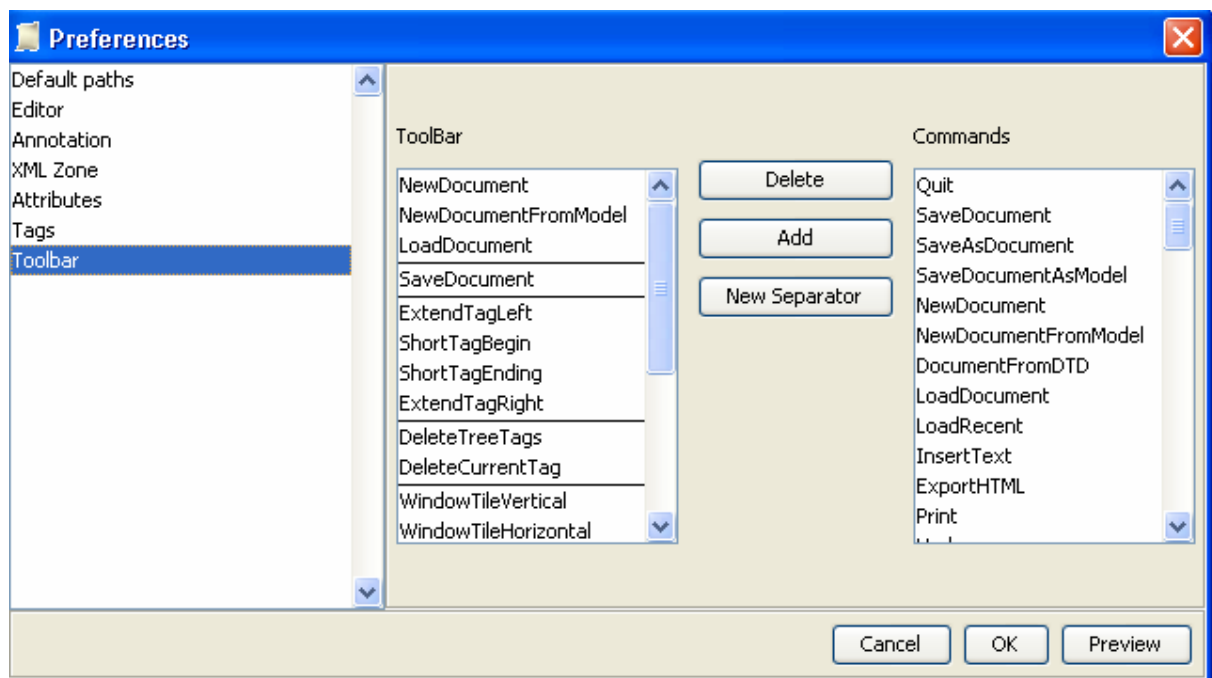 Preferences
Default paths
Editor
Annotation
XML Zone
Attributes
Tags
Toolbar
ToolBar
NewDocument
NewDocumentFromModel
LoadDocument
SaveDocument
ExtendTagLeft
ShortTagBegin
ShortTagEnding
ExtendTagRight
DeleteTreeTags
DeleteCurrentTag
WindowTileVertical
WindowTileHorizontal
Delete
Add
New Separator
Commands
Quit
SaveDocument
SaveAsDocument
SaveDocumentAsModel
NewDocument
NewDocumentFromModel
DocumentFromDTD
LoadDocument
LoadRecent
InsertText
ExportHTML
Print
Cancel
OK
Preview